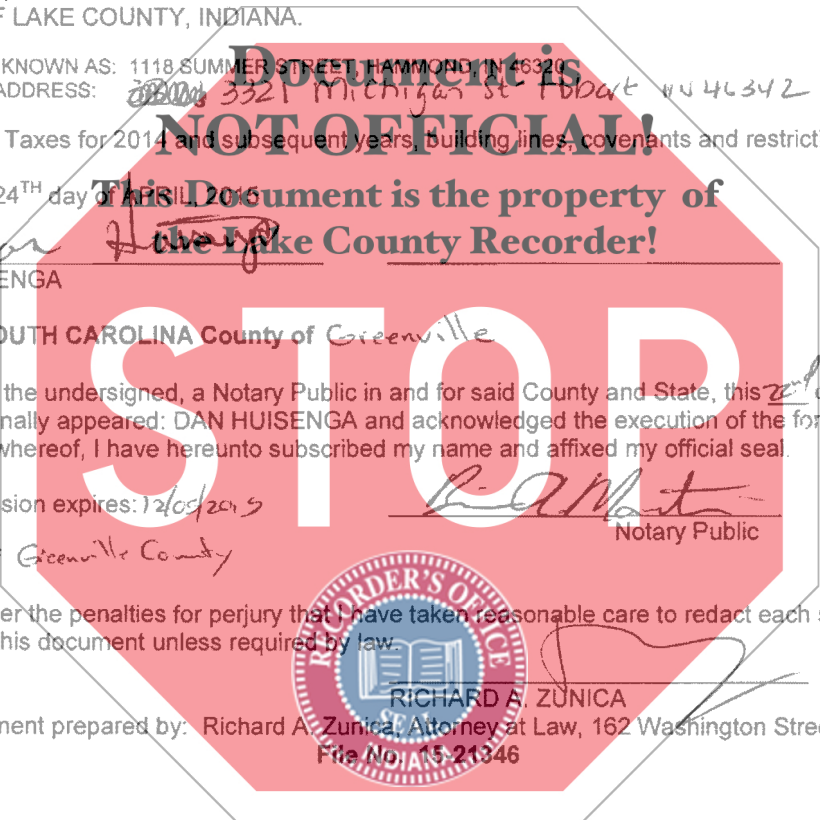 F LAKE COUNTY, INDIANA.
KNOWN AS: 1118 SUMMER STREET, HAMMOND, IN 46320
Document is
ADDRESS: 3321 Michigan St Hobart IN 46342
NOT OFFICIAL!
Taxes for 2014 and subsequent years, building lines, covenants and restrict
This Document is the property of
24TH day of APRIL, 2015
the Lake County Recorder!
ENGA
STOP
OUTH CAROLINA County of Greenville
the undersigned, a Notary Public in and for said County and State, this 22nd
nally appeared: DAN HUISENGA and acknowledged the execution of the for
whereof, I have hereunto subscribed my name and affixed my official seal.
sion expires: 12/05/2015
Notary Public
Greenville County
er the penalties for perjury that I have taken reasonable care to redact each s
his document unless required by law.
RECORDER'S OFFICE
SEAL
INDIANA
RICHARD A. ZUNICA
nent prepared by: Richard A. Zunica, Attorney at Law, 162 Washington Stree
File No. 15-21346